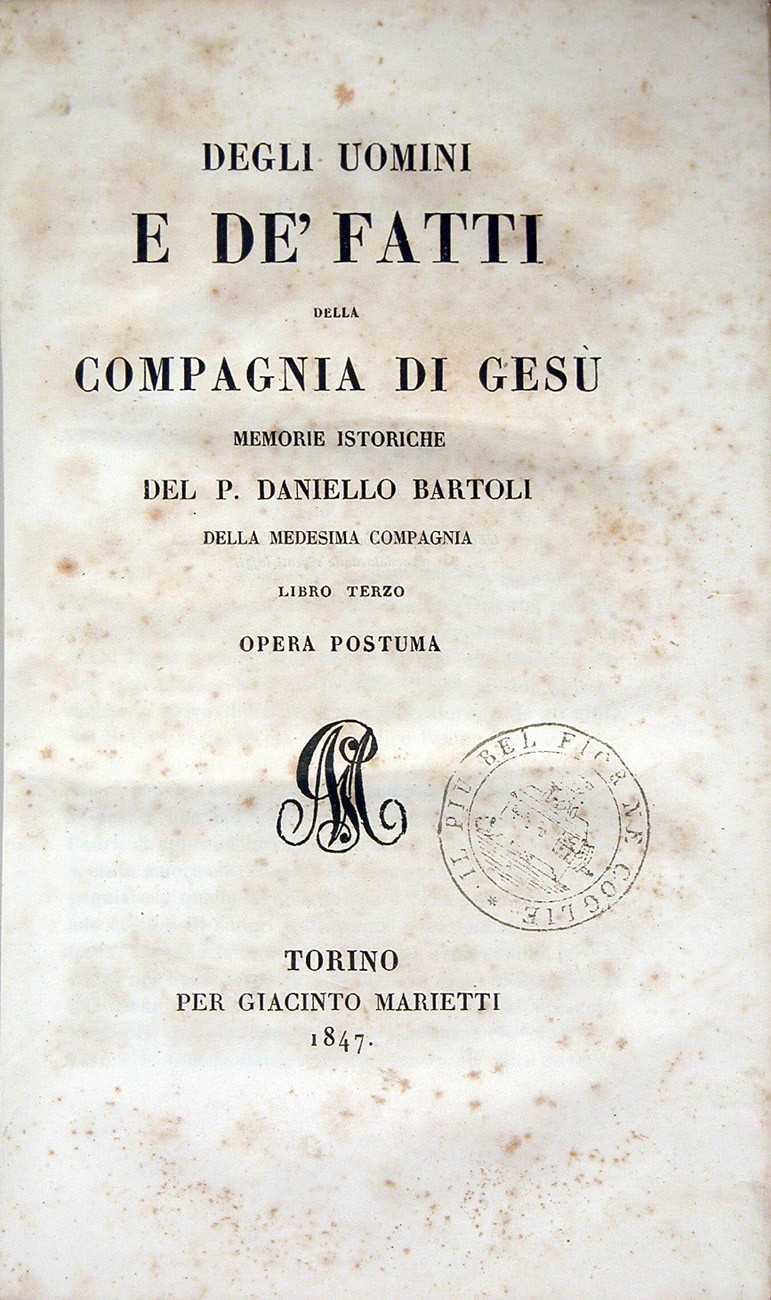 DEGLI UOMINI
E DE' FATTI
DELLA
COMPAGNIA DI GESÙ
MEMORIE ISTORICHE
DEL P. DANIELLO BARTOLI
DELLA MEDESIMA COMPAGNIA
LIBRO TERZO
OPERA POSTUMA
* IL PIÙ BEL FIOR NE COGLIE
TORINO
PER GIACINTO MARIETTI
1847.